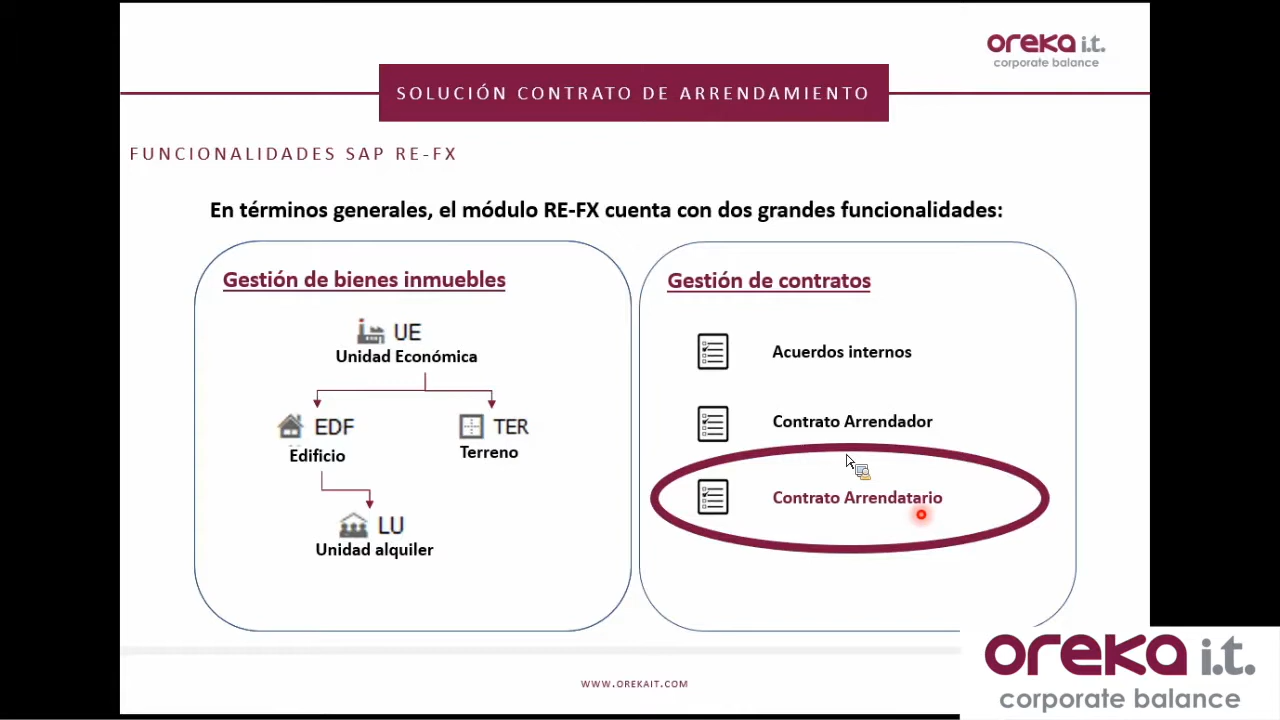 oreka i.t.
corporate balance
SOLUCIÓN CONTRATO DE ARRENDAMIENTO
FUNCIONALIDADES SAP RE-FX
En términos generales, el módulo RE-FX cuenta con dos grandes funcionalidades:
Gestión de bienes inmuebles
UE
Unidad Económica
EDF
Edificio
TER
Terreno
LU
Unidad alquiler
Gestión de contratos
Acuerdos internos
Contrato Arrendador
Contrato Arrendatario
WWW.OREKAIT.COM
oreka i.t.
corporate balance